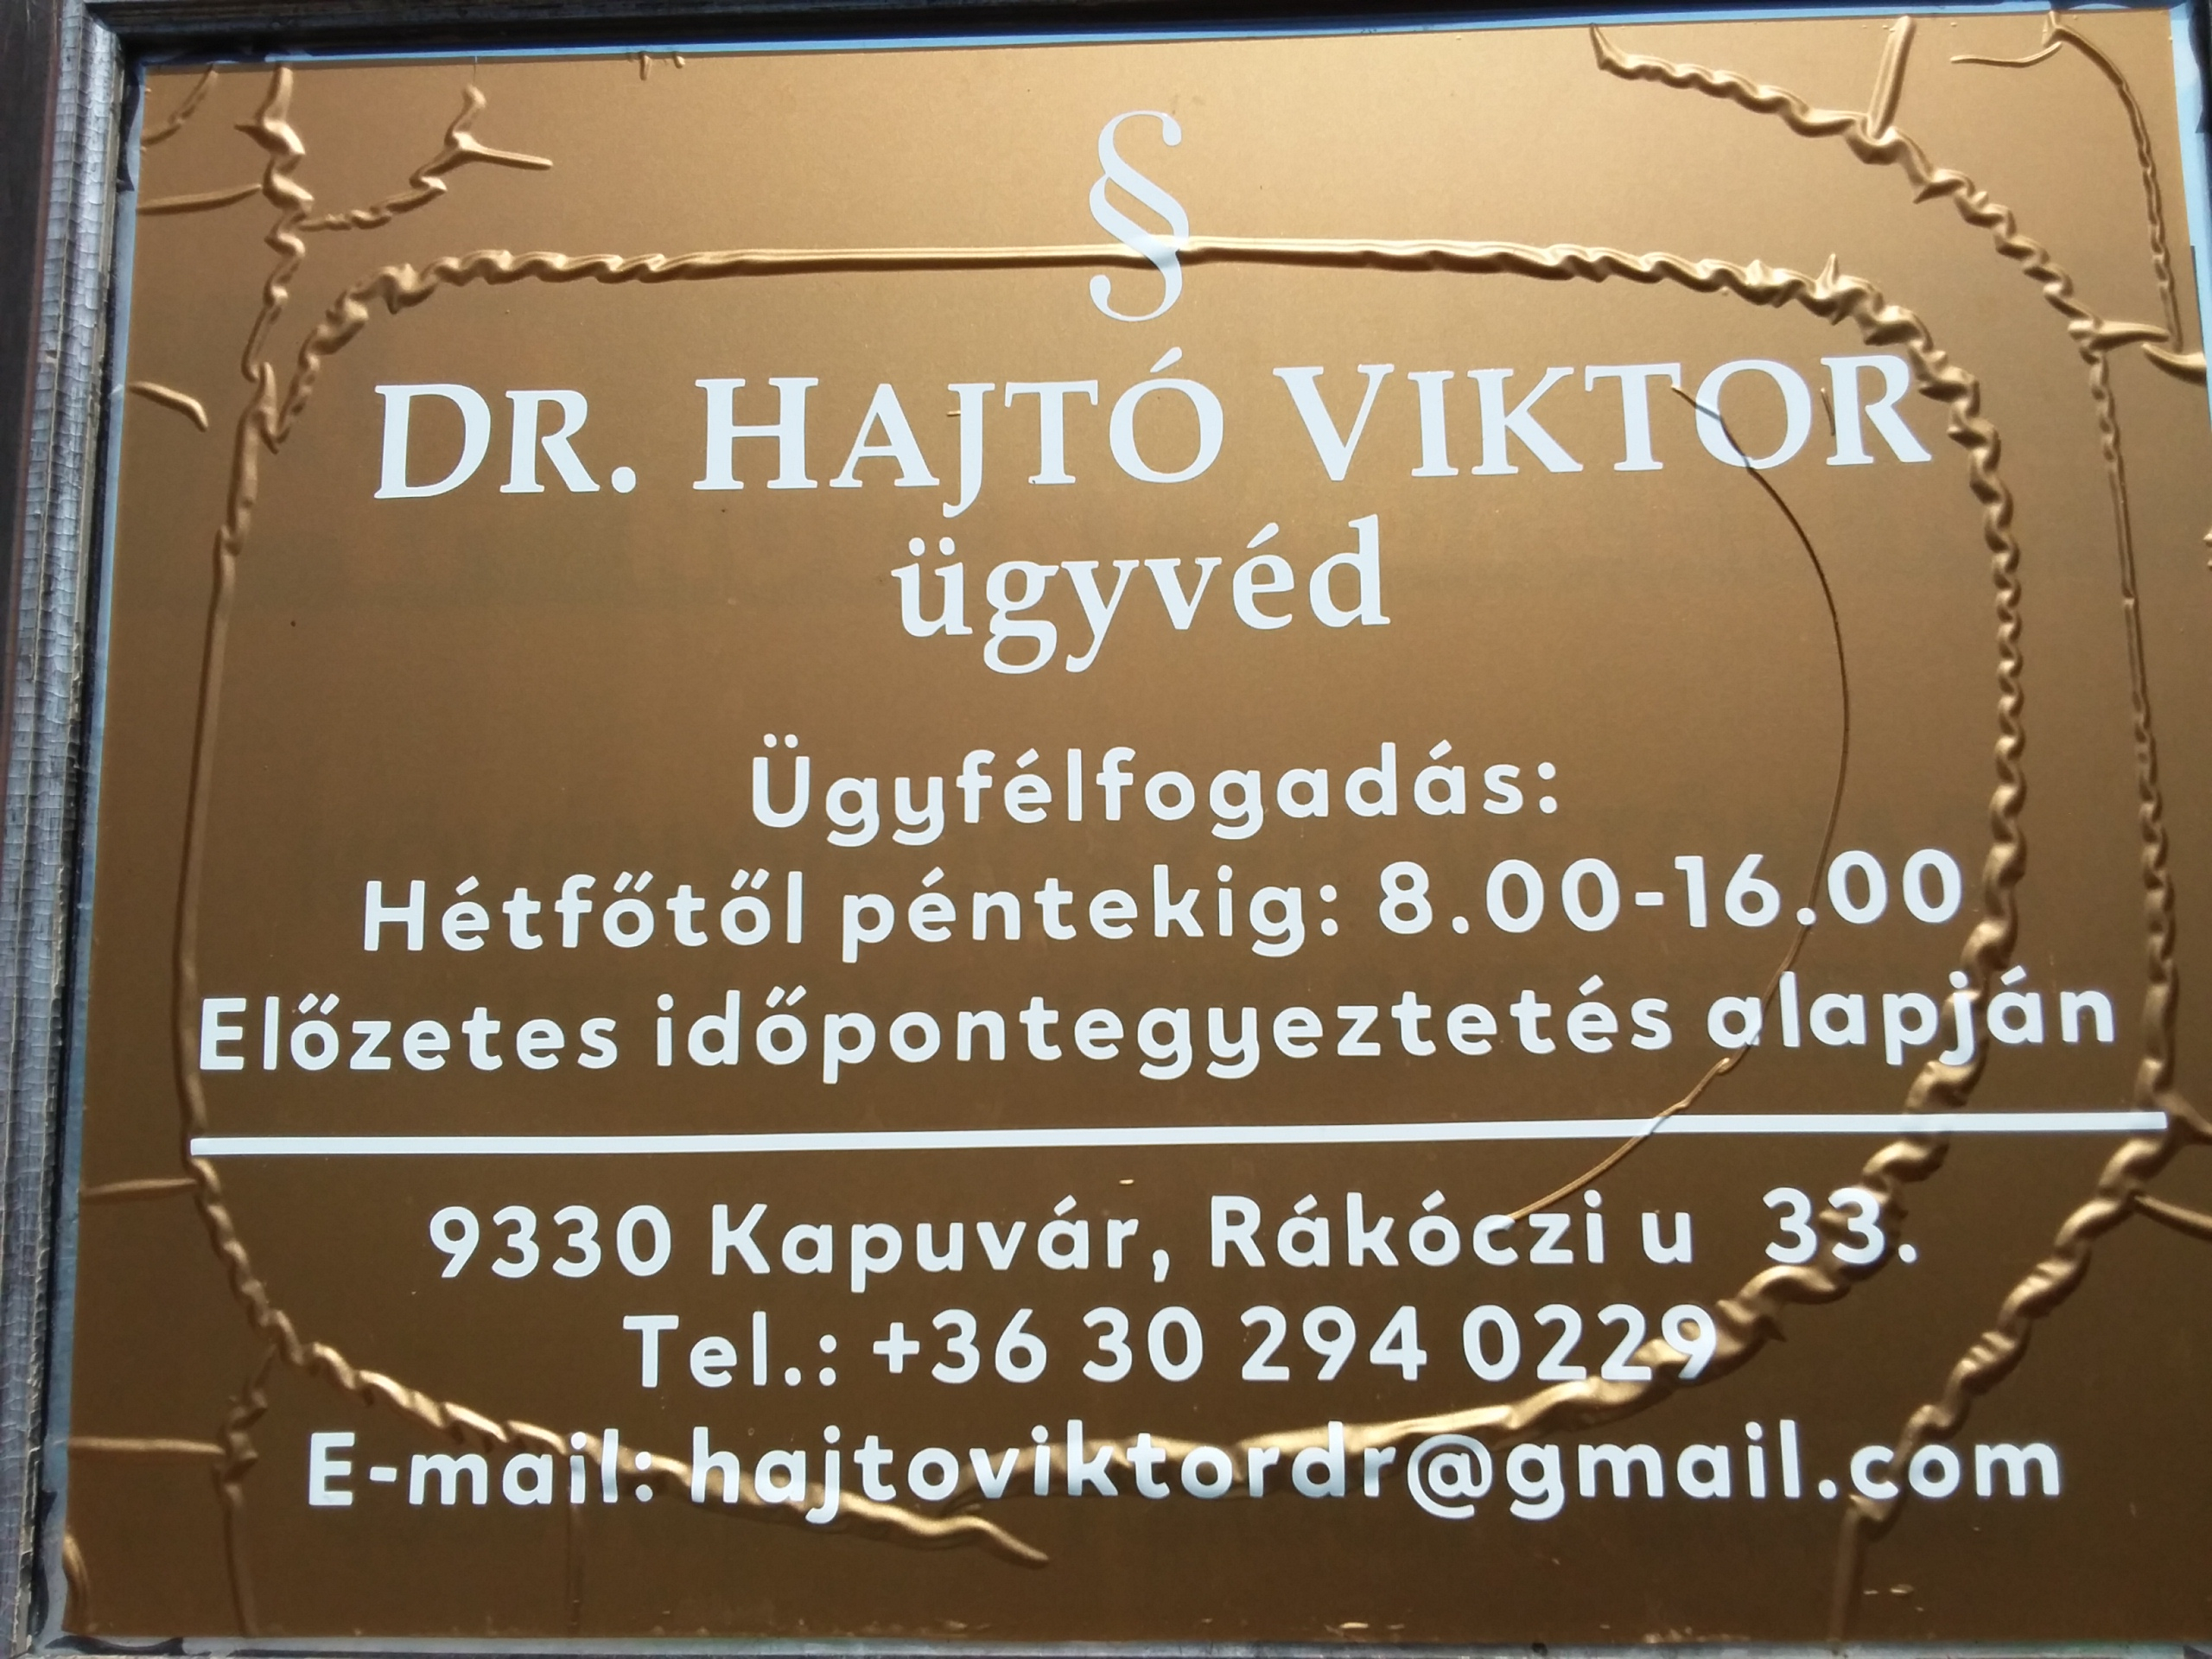 §
DR. HAJTÓ VIKTOR
ügyvéd
Ügyfélfogadás:
Hétfőtől péntekig: 8.00-16.00
Előzetes időpontegyeztetés alapján
9330 Kapuvár, Rákóczi u 33.
Tel.: +36 30 294 0229
E-mail: hajtoviktordr@gmail.com